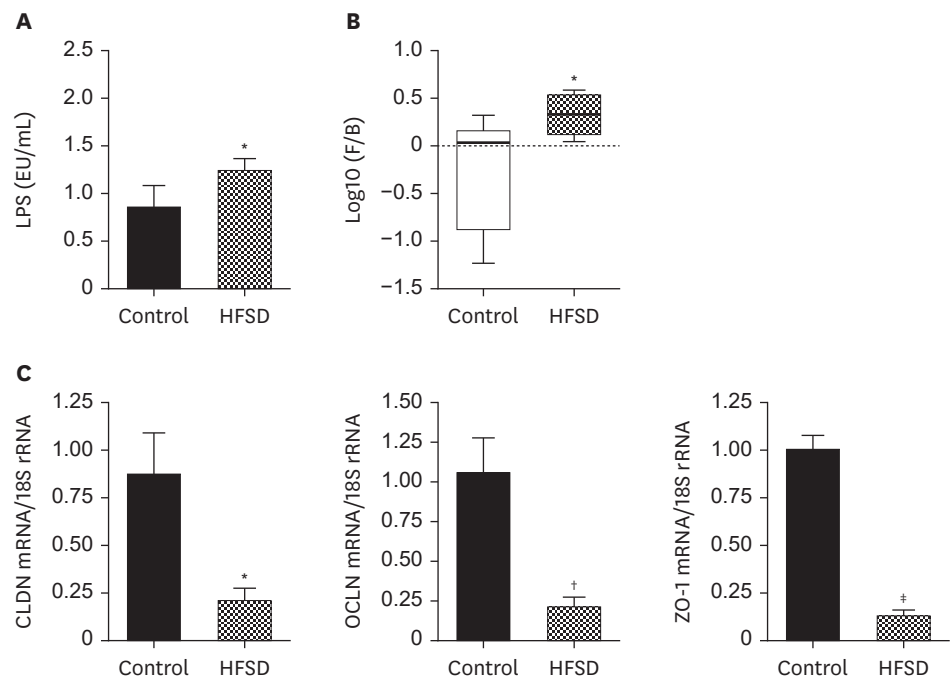 A
LPS (EU/mL)
2.5
2.0
1.5
1.0
0.5
0
*
Control HFSD
B
Log10 (F/B)
1.0
0.5
0
−0.5
−1.0
−1.5
*
Control HFSD
C
CLDN mRNA/18S rRNA
1.25
1.00
0.75
0.50
0.25
0
*
Control HFSD
OCLN mRNA/18S rRNA
1.50
1.25
1.00
0.75
0.50
0.25
0
†
Control HFSD
ZO-1 mRNA/18S rRNA
1.25
1.00
0.75
0.50
0.25
0
‡
Control HFSD